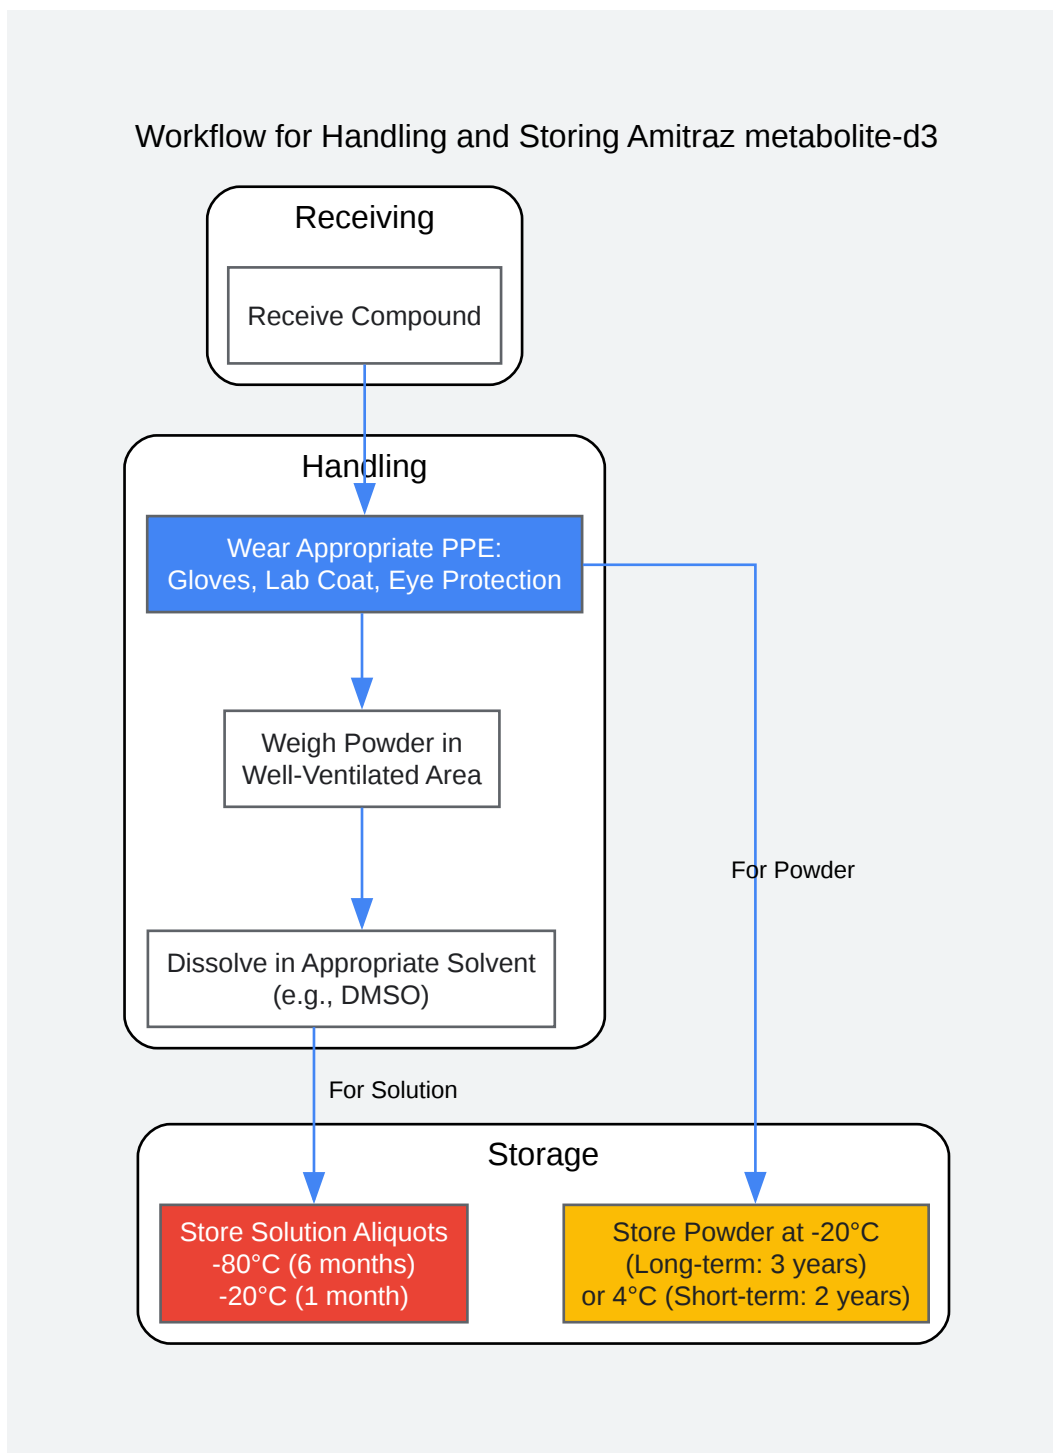 Workflow for Handling and Storing Amitraz metabolite-d3
Receiving
Receive Compound
Handling
Wear Appropriate PPE:
Gloves, Lab Coat, Eye Protection
Weigh Powder in
Well-Ventilated Area
For Powder
Dissolve in Appropriate Solvent
(e.g., DMSO)
For Solution
Storage
Store Solution Aliquots
-80°C (6 months)
-20°C (1 month)
Store Powder at -20°C
(Long-term: 3 years)
or 4°C (Short-term: 2 years)